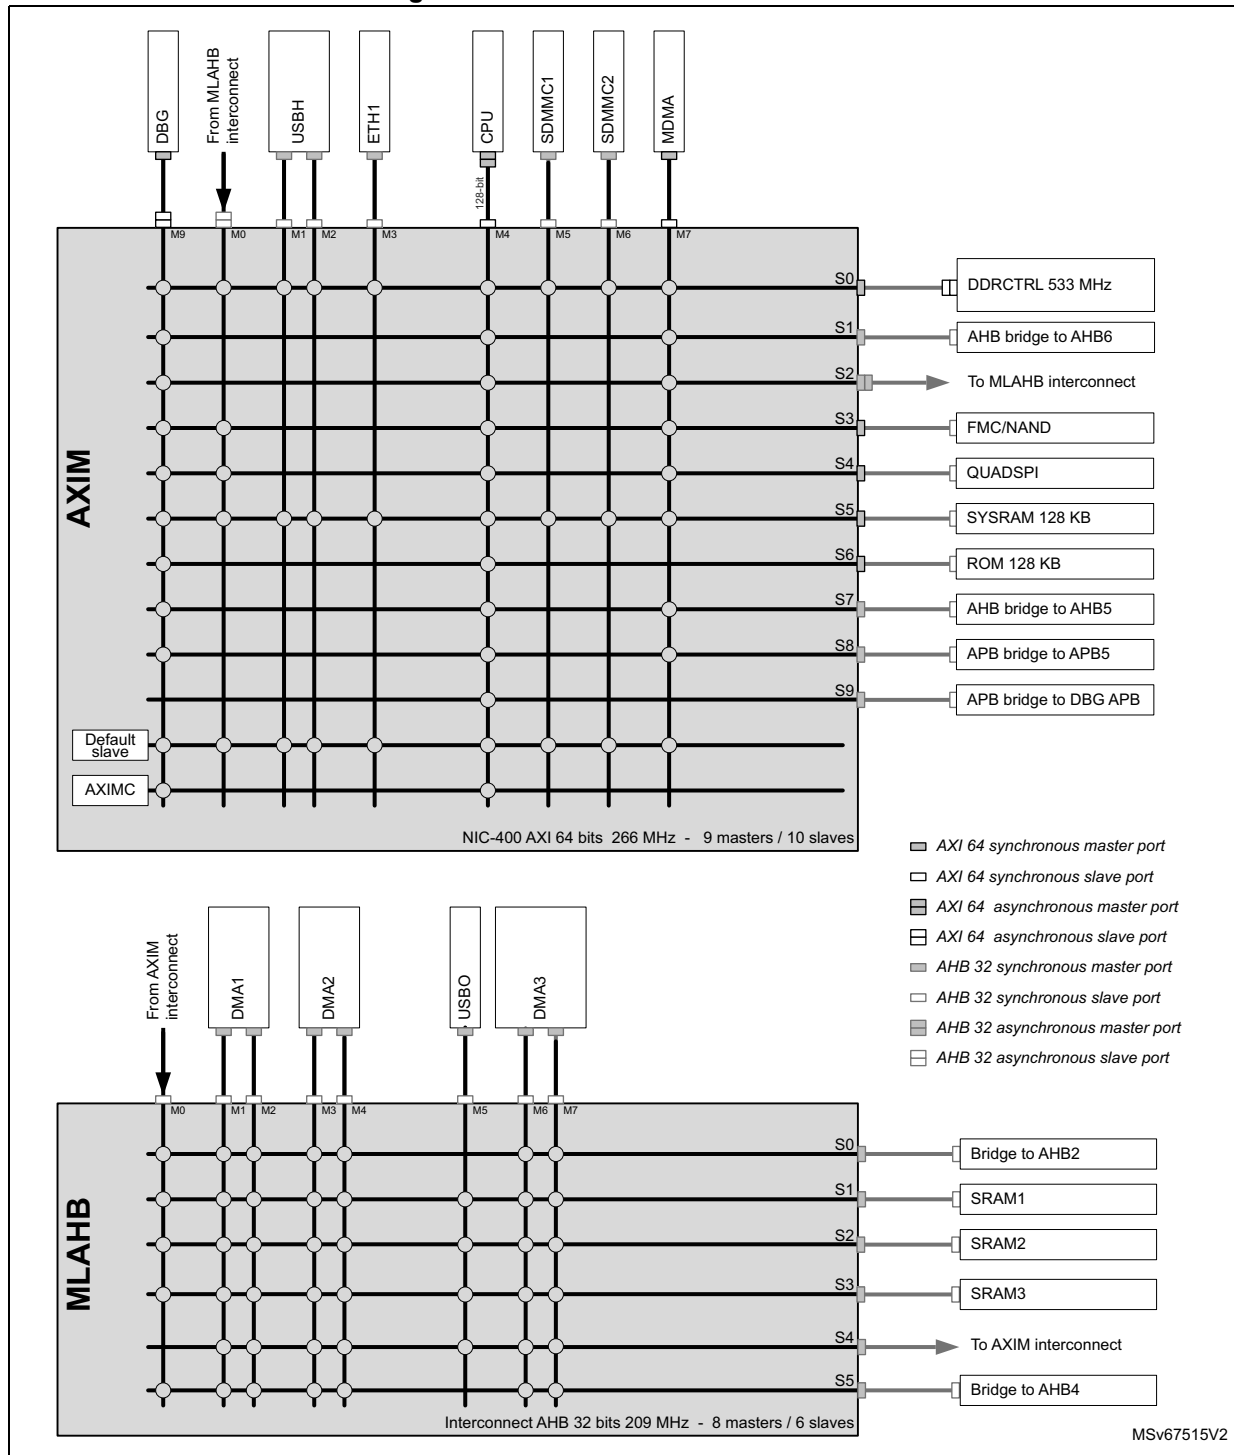 DBG
From MLAHB
interconnect
USBH
ETH1
CPU
SDMMC1
SDMMC2
MDMA
128-bit
M9
M0
M1
M2
M3
M4
M5
M6
M7
AXIM
S0
DDRCTRL 533 MHz
S1
AHB bridge to AHB6
S2
To MLAHB interconnect
S3
FMC/NAND
S4
QUADSPI
S5
SYSRAM 128 KB
S6
ROM 128 KB
S7
AHB bridge to AHB5
S8
APB bridge to APB5
S9
APB bridge to DBG APB
Default
slave
AXIMC
NIC-400 AXI 64 bits 266 MHz - 9 masters / 10 slaves
AXI 64 synchronous master port
AXI 64 synchronous slave port
AXI 64 asynchronous master port
AXI 64 asynchronous slave port
AHB 32 synchronous master port
AHB 32 synchronous slave port
AHB 32 asynchronous master port
AHB 32 asynchronous slave port
From AXIM
interconnect
DMA1
DMA2
USBO
DMA3
M0
M1
M2
M3
M4
M5
M6
M7
MLAHB
S0
Bridge to AHB2
S1
SRAM1
S2
SRAM2
S3
SRAM3
S4
To AXIM interconnect
S5
Bridge to AHB4
Interconnect AHB 32 bits 209 MHz - 8 masters / 6 slaves
MSv67515V2